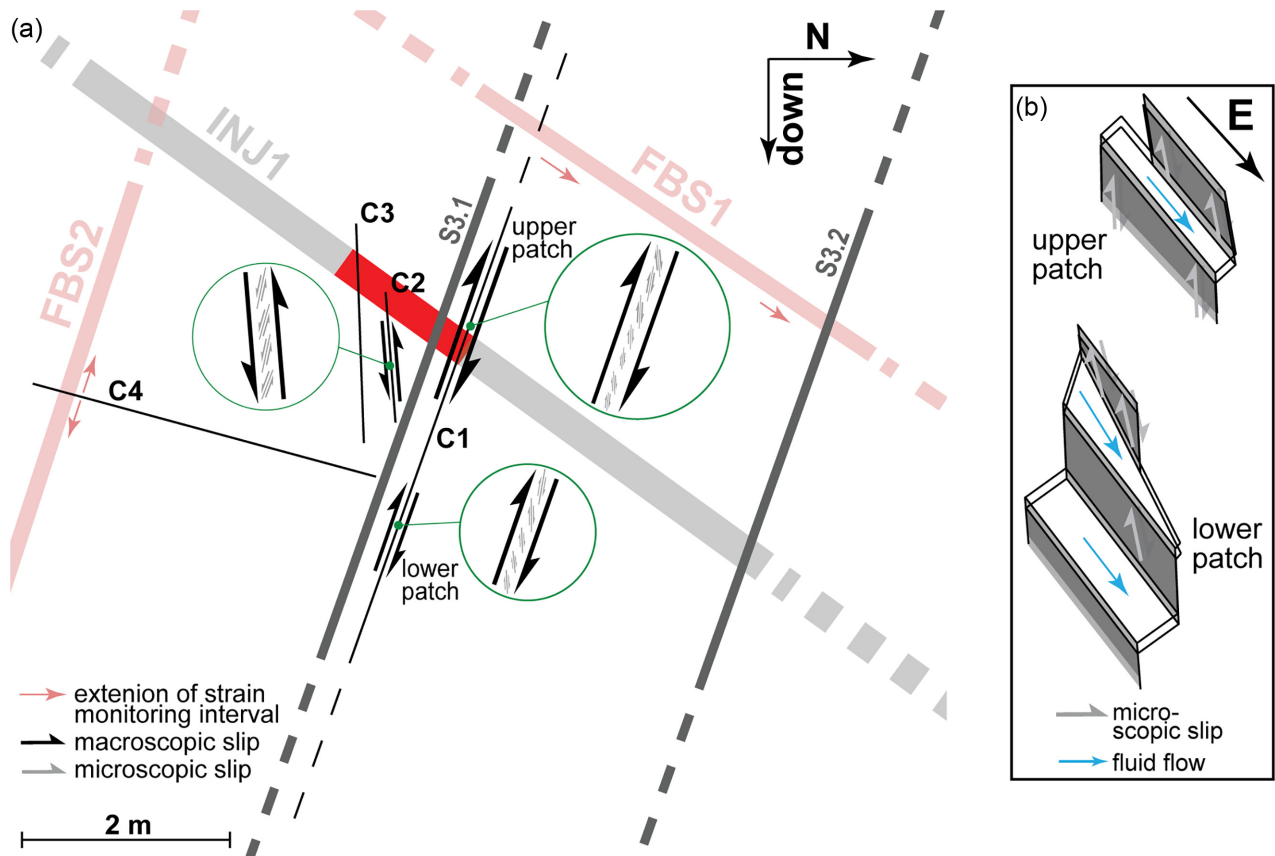 (a)
N
down
INJ1
FBS1
FBS2
S3.1
S3.2
C3
C2
upper
patch
C4
C1
lower
patch
extenion of strain
monitoring interval
macroscopic slip
microscopic slip
2 m
(b)
E
upper
patch
lower
patch
micro-
scopic slip
fluid flow